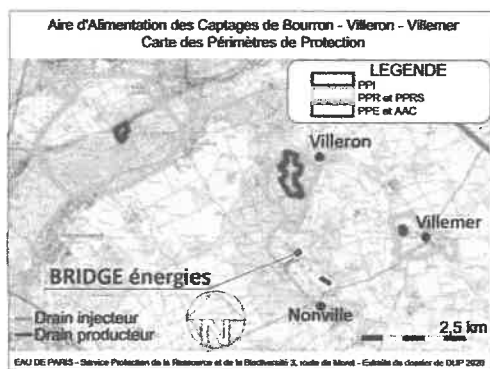 Aire d'Alimentation des Captages de Bourron - Villeron - Villemer
Carte des Périmètres de Protection
LEGENDE
PPI
PPR et PPRS
PPE et AAC
Villeron
Villemer
BRIDGE énergies
Drain injecteur
Drain producteur
N
Nonville
2,5 km
EAU DE PARIS - Service Protection de la Ressource et de la Biodiversité 3, route de Moret - Extraits du dossier de DUP 2020